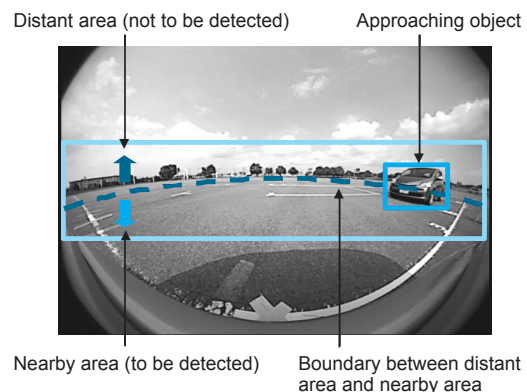 Distant area (not to be detected)
Approaching object
Nearby area (to be detected)
Boundary between distant
area and nearby area